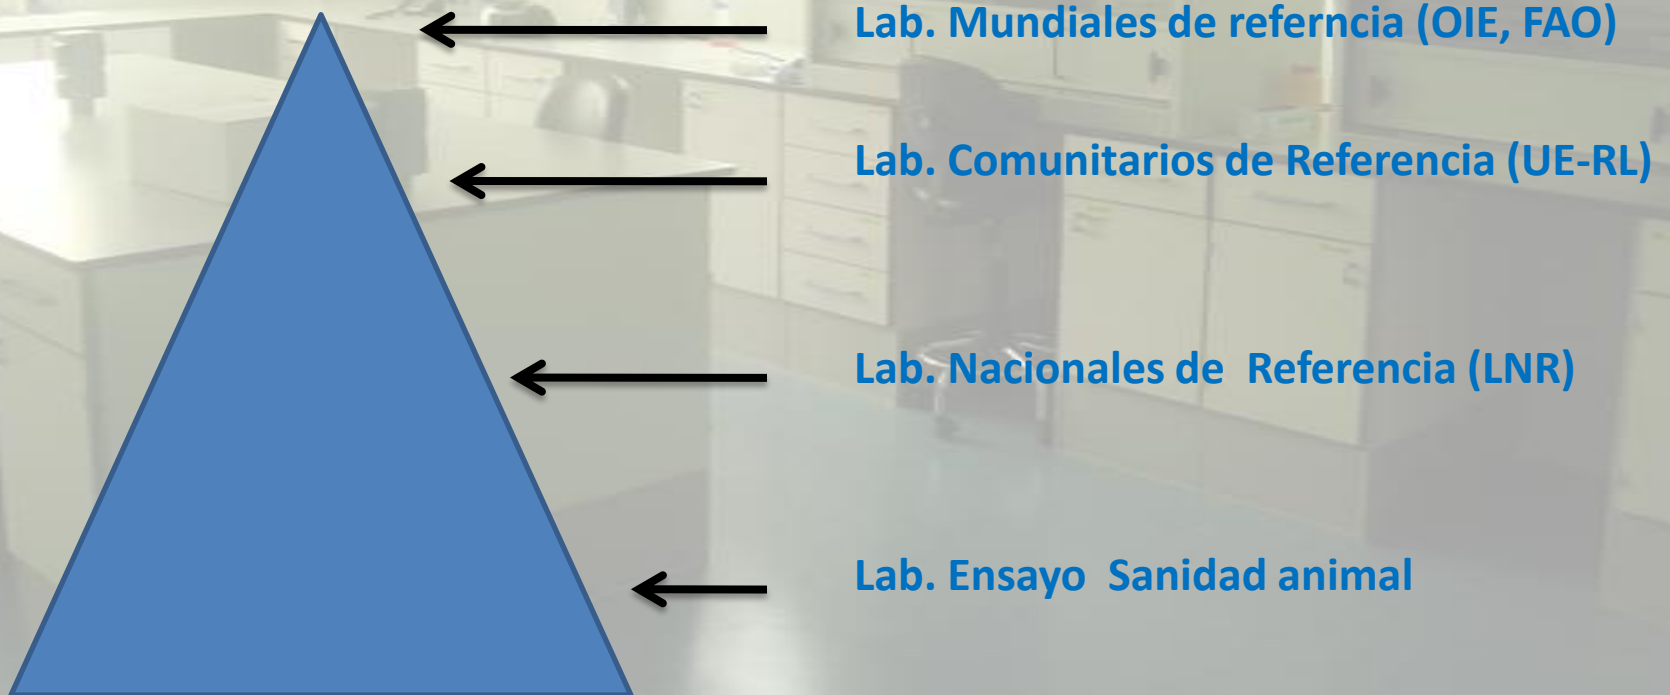 Lab. Mundiales de referncia (OIE, FAO)
Lab. Comunitarios de Referencia (UE-RL)
Lab. Nacionales de Referencia (LNR)
Lab. Ensayo Sanidad animal